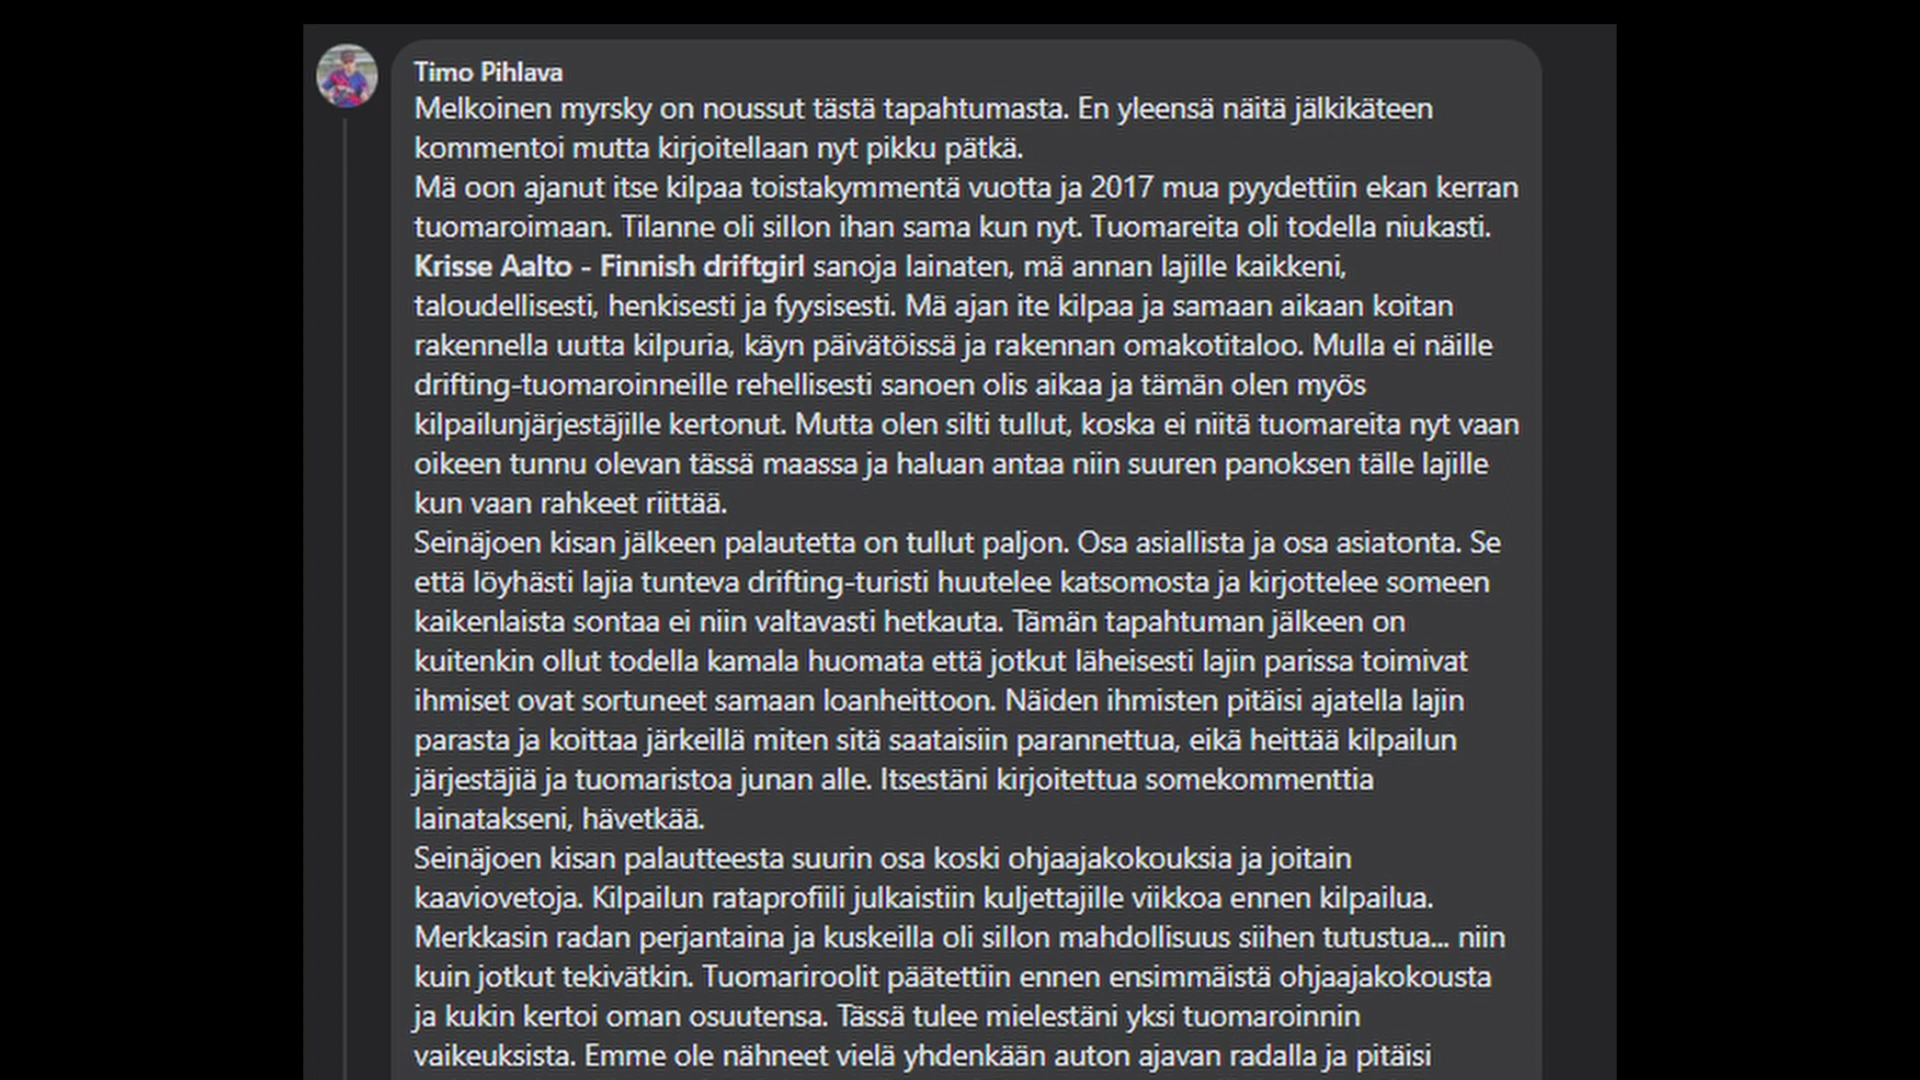 Timo Pihlava
Melkoinen myrsky on noussut tästä tapahtumasta. En yleensä näitä jälkikäteen
kommentoi mutta kirjoitellaan nyt pikku pätkä.
Mä oon ajanut itse kilpaa toistakymmentä vuotta ja 2017 mua pyydettiin ekan kerran
tuomaroimaan. Tilanne oli sillon ihan sama kun nyt. Tuomareita oli todella niukasti.
Krisse Aalto - Finnish driftgirl sanoja lainaten, mä annan lajille kaikkeni,
taloudellisesti, henkisesti ja fyysisesti. Mä ajan ite kilpaa ja samaan aikaan koitan
rakennella uutta kilpuria, käyn päivätöissä ja rakennan omakotitaloo. Mulla ei näille
drifting-tuomaroinneille rehellisesti sanoen olis aikaa ja tämän olen myös
kilpailunjärjestäjille kertonut. Mutta olen silti tullut, koska ei niitä tuomareita nyt vaan
oikeen tunnu olevan tässä maassa ja haluan antaa niin suuren panoksen tälle lajille
kun vaan rahkeet riittää.
Seinäjoen kisan jälkeen palautetta on tullut paljon. Osa asiallista ja osa asiatonta. Se
että löyhästi lajia tunteva drifting-turisti huutelee katsomosta ja kirjottelee someen
kaikenlaista sontaa ei niin valtavasti hetkauta. Tämän tapahtuman jälkeen on
kuitenkin ollut todella kamala huomata että jotkut läheisesti lajin parissa toimivat
ihmiset ovat sortuneet samaan loanheittoon. Näiden ihmisten pitäisi ajatella lajin
parasta ja koittaa järkeillä miten sitä saataisiin parannettua, eikä heittää kilpailun
järjestäjiä ja tuomaristoa junan alle. Itsestäni kirjoitettua somekommenttia
lainatakseni, hävetkää.
Seinäjoen kisan palautteesta suurin osa koski ohjaajakokouksia ja joitain
kaaviovetoja. Kilpailun rataprofiili julkaistiin kuljettajille viikkoa ennen kilpailua.
Merkkasin radan perjantaina ja kuskeilla oli sillon mahdollisuus siihen tutustua... niin
kuin jotkut tekivätkin. Tuomariroolit päätettiin ennen ensimmäistä ohjaajakokousta
ja kukin kertoi oman osuutensa. Tässä tulee mielestäni yksi tuomaroinnin
vaikeuksista. Emme ole nähneet vielä yhdenkään auton ajavan radalla ja pitäisi